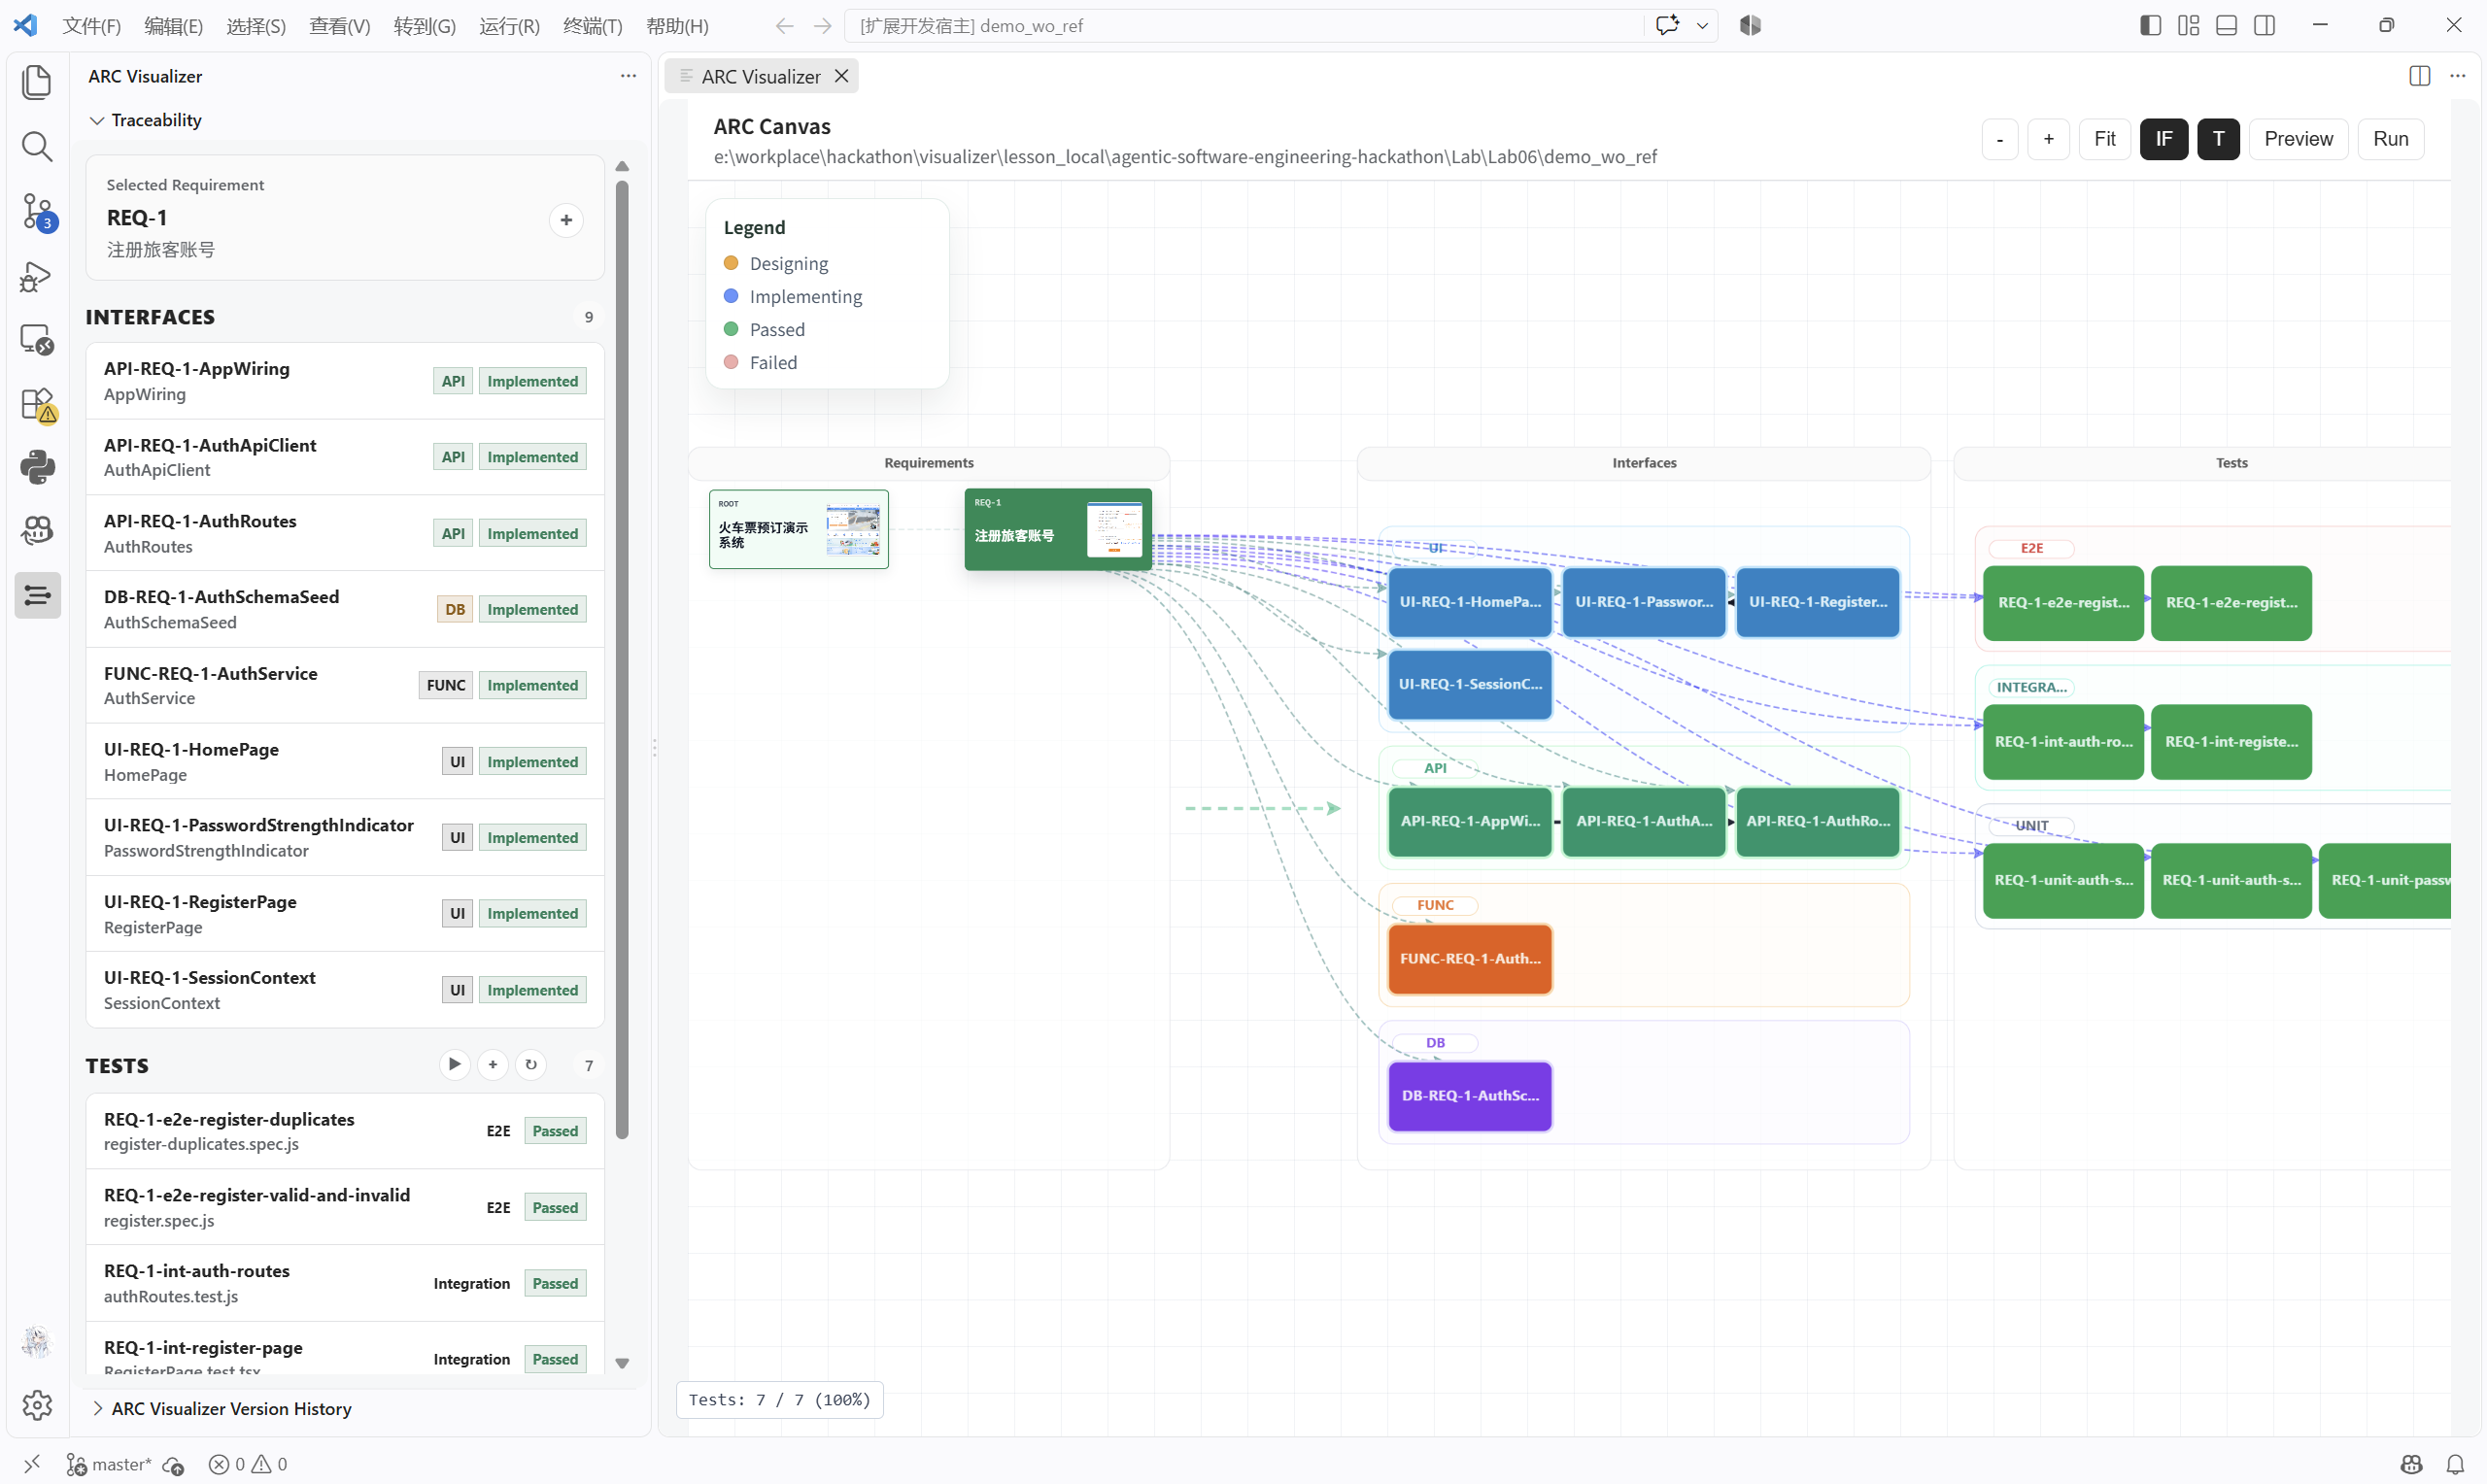 文件(F) 编辑(E) 选择(S) 查看(V) 转到(G) 运行(R) 终端(T) 帮助(H)
[扩展开发宿主] demo_wo_ref
ARC Visualizer
Traceability
Selected Requirement
REQ-1
注册旅客账号
+
INTERFACES 9
API-REQ-1-AppWiring
AppWiring
API Implemented
API-REQ-1-AuthApiClient
AuthApiClient
API Implemented
API-REQ-1-AuthRoutes
AuthRoutes
API Implemented
DB-REQ-1-AuthSchemaSeed
AuthSchemaSeed
DB Implemented
FUNC-REQ-1-AuthService
AuthService
FUNC Implemented
UI-REQ-1-HomePage
HomePage
UI Implemented
UI-REQ-1-PasswordStrengthIndicator
PasswordStrengthIndicator
UI Implemented
UI-REQ-1-RegisterPage
RegisterPage
UI Implemented
UI-REQ-1-SessionContext
SessionContext
UI Implemented
TESTS + 7
REQ-1-e2e-register-duplicates
register-duplicates.spec.js
E2E Passed
REQ-1-e2e-register-valid-and-invalid
register.spec.js
E2E Passed
REQ-1-int-auth-routes
authRoutes.test.js
Integration Passed
REQ-1-int-register-page
RegisterPage.test.tsx
Integration Passed
ARC Visualizer Version History
3
master* 0 0
ARC Visualizer
ARC Canvas
e:\workplace\hackathon\visualizer\lesson_local\agentic-software-engineering-hackathon\Lab\Lab06\demo_wo_ref
- + Fit IF T Preview Run
Legend
Designing
Implementing
Passed
Failed
Requirements
ROOT
火车票预订演示
系统
REQ-1
注册旅客账号
Interfaces
UI
UI-REQ-1-HomePa... UI-REQ-1-Passwor... UI-REQ-1-Register...
UI-REQ-1-SessionC...
API
API-REQ-1-AppWi... API-REQ-1-AuthA... API-REQ-1-AuthRo...
FUNC
FUNC-REQ-1-Auth...
DB
DB-REQ-1-AuthSc...
Tests
E2E
REQ-1-e2e-regist... REQ-1-e2e-regist...
INTEGRA...
REQ-1-int-auth-ro... REQ-1-int-registe...
UNIT
REQ-1-unit-auth-s... REQ-1-unit-auth-s... REQ-1-unit-passw
Tests: 7 / 7 (100%)